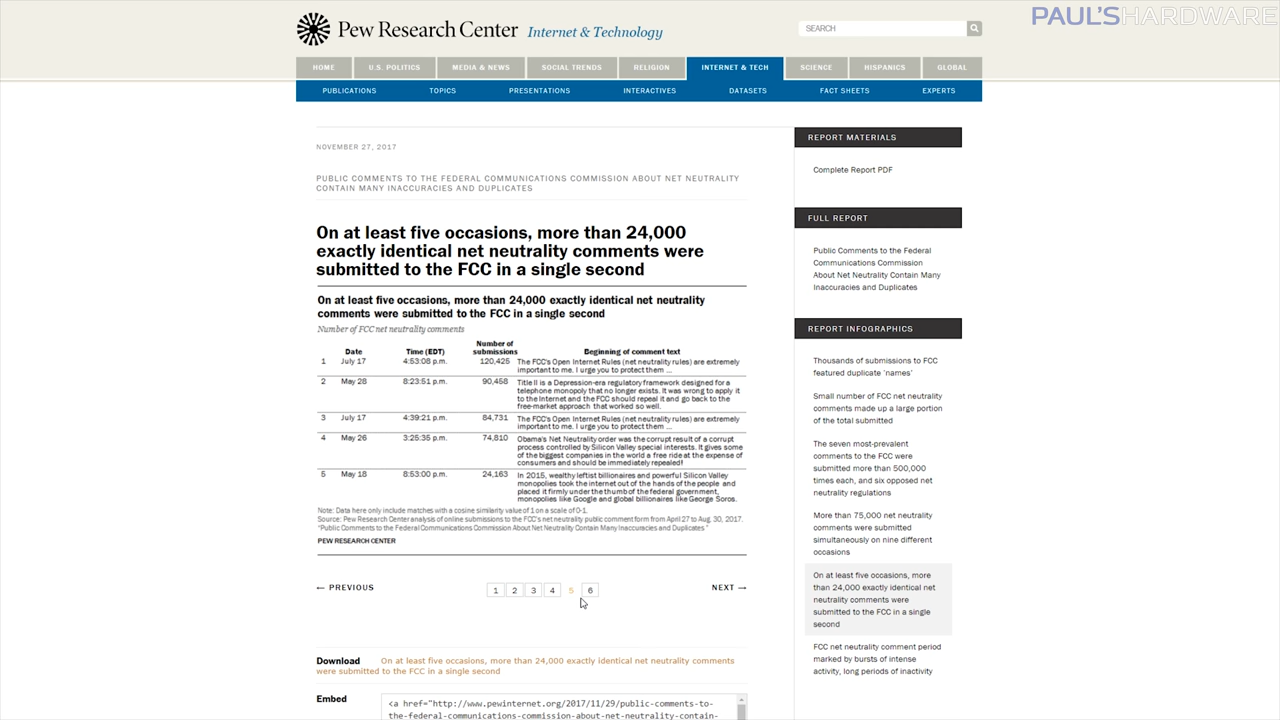 PAUL'SHARDWARE
Pew Research Center Internet & Technology
SEARCH
HOME
U.S. POLITICS
MEDIA & NEWS
SOCIAL TRENDS
RELIGION
INTERNET & TECH
SCIENCE
HISPANICS
GLOBAL
PUBLICATIONS
TOPICS
PRESENTATIONS
INTERACTIVES
DATASETS
FACT SHEETS
EXPERTS
NOVEMBER 27, 2017
PUBLIC COMMENTS TO THE FEDERAL COMMUNICATIONS COMMISSION ABOUT NET NEUTRALITY
CONTAIN MANY INACCURACIES AND DUPLICATES
On at least five occasions, more than 24,000
exactly identical net neutrality comments were
submitted to the FCC in a single second
On at least five occasions, more than 24,000 exactly identical net neutrality
comments were submitted to the FCC in a single second
Number of FCC net neutrality comments
Date Time (EDT) Number of submissions Beginning of comment text
1 July 17 4:53:08 p.m. 120,425 The FCC's Open Internet Rules (net neutrality rules) are extremely
important to me. I urge you to protect them ...
2 May 28 8:23:51 p.m. 90,458 Title II is a Depression-era regulatory framework designed for a
telephone monopoly that no longer exists. It was wrong to apply it
to the Internet and the FCC should repeal it and go back to the
free-market approach that worked so well.
3 July 17 4:39:21 p.m. 84,731 The FCC's Open Internet Rules (net neutrality rules) are extremely
important to me. I urge you to protect them ...
4 May 26 3:25:35 p.m. 74,810 Obama's Net Neutrality order was the corrupt result of a corrupt
process controlled by Silicon Valley special interests. It gives some
of the biggest companies in the world a free ride at the expense of
consumers and should be immediately repealed!
5 May 18 8:53:00 p.m. 24,163 In 2015, wealthy leftist billionaires and powerful Silicon Valley
monopolies took the internet out of the hands of the people and
placed it firmly under the thumb of the federal government,
monopolies like Google and global billionaires like George Soros.
Note: Data here only include matches with a cosine similarity value of 1 on a scale of 0-1.
Source: Pew Research Center analysis of online submissions to the FCC's net neutrality public comment form from April 27 to Aug. 30, 2017.
"Public Comments to the Federal Communications Commission About Net Neutrality Contain Many Inaccuracies and Duplicates"
PEW RESEARCH CENTER
← PREVIOUS
1 2 3 4 5 6
NEXT →
Download On at least five occasions, more than 24,000 exactly identical net neutrality comments
were submitted to the FCC in a single second
Embed
<a href="http://www.pewinternet.org/2017/11/29/public-comments-to-
the-federal-communications-commission-about-net-neutrality-contain-
REPORT MATERIALS
Complete Report PDF
FULL REPORT
Public Comments to the Federal
Communications Commission
About Net Neutrality Contain Many
Inaccuracies and Duplicates
REPORT INFOGRAPHICS
Thousands of submissions to FCC
featured duplicate 'names'
Small number of FCC net neutrality
comments made up a large portion
of the total submitted
The seven most-prevalent
comments to the FCC were
submitted more than 500,000
times each, and six opposed net
neutrality regulations
More than 75,000 net neutrality
comments were submitted
simultaneously on nine different
occasions
On at least five occasions, more
than 24,000 exactly identical net
neutrality comments were
submitted to the FCC in a single
second
FCC net neutrality comment period
marked by bursts of intense
activity, long periods of inactivity